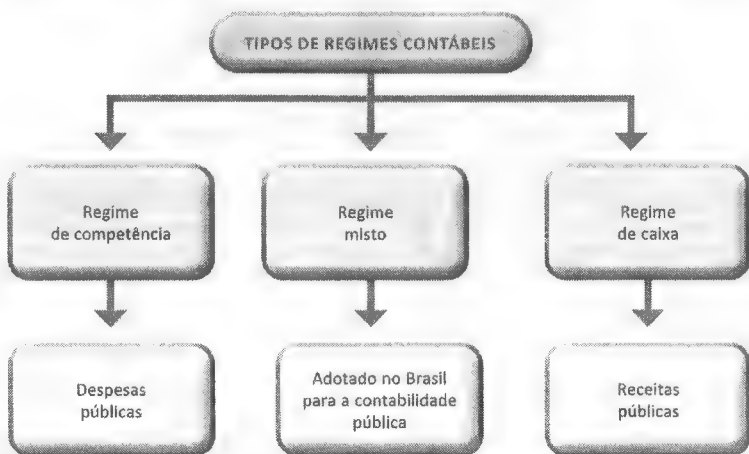 TIPOS DE REGIMES CONTÁBEIS
Regime
de competência
Regime
misto
Regime
de caixa
Despesas
públicas
Adotado no Brasil
para a contabilidade
pública
Receitas
públicas